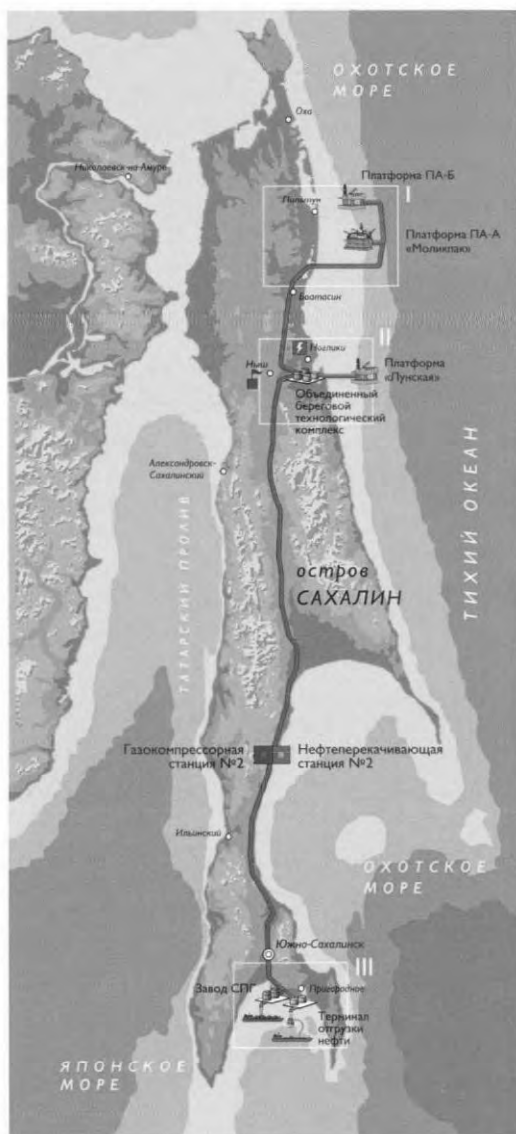 ОХОТСКОЕ
МОРЕ
Оха
Николаевск-на-Амуре
Платформа ПА-Б
I
Пильтун
Платформа ПА-А
«Моликпак»
Боатасин
II
Ноглики
Ныш
Платформа
«Лунская»
Объединенный
береговой
технологический
комплекс
Александровск-
Сахалинский
ТИХИЙ ОКЕАН
ТАТАРСКИЙ ПРОЛИВ
остров
САХАЛИН
Газокомпрессорная
станция №2
Нефтеперекачивающая
станция №2
Ильинский
ОХОТСКОЕ
МОРЕ
Южно-Сахалинск
III
Завод СПГ
Пригородное
Терминал
отгрузки
нефти
ЯПОНСКОЕ
МОРЕ